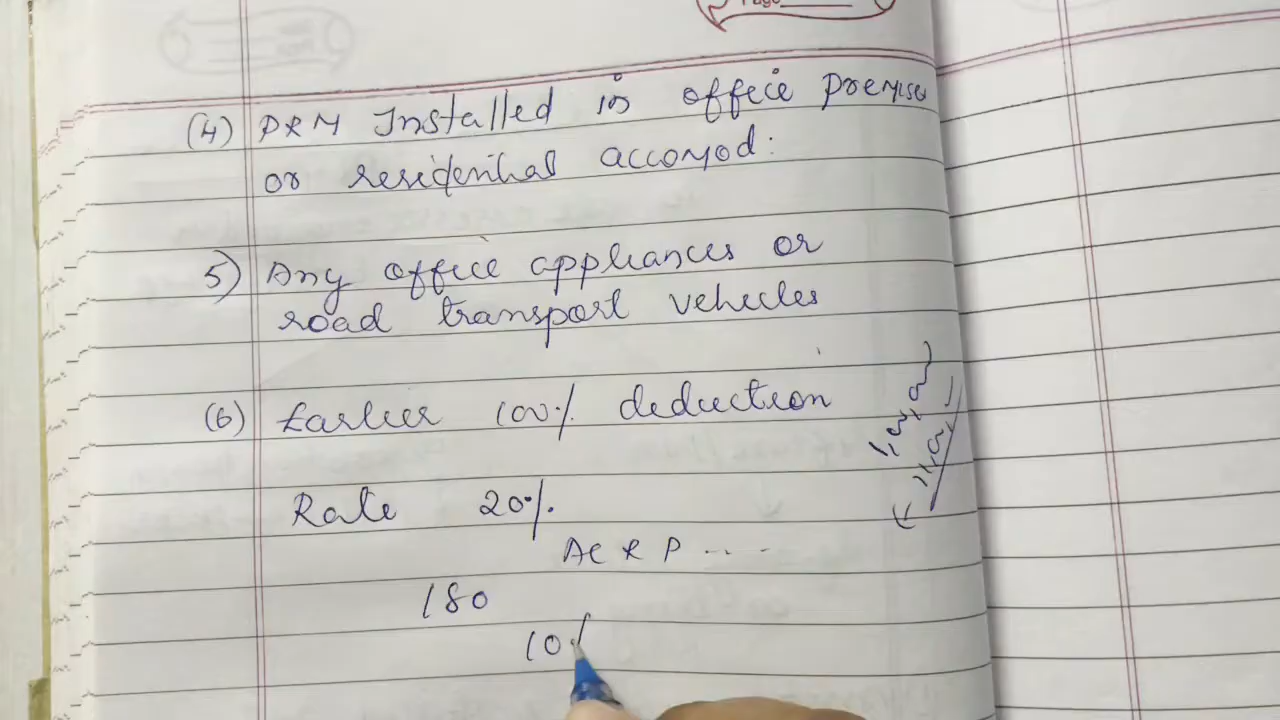 (4) P&M Installed in office premises
or residential accomod:
5) Any office appliances or
road transport vehicles
(6) Earlier 100% deduction
Rate 20%
AC & P ....
180
10%